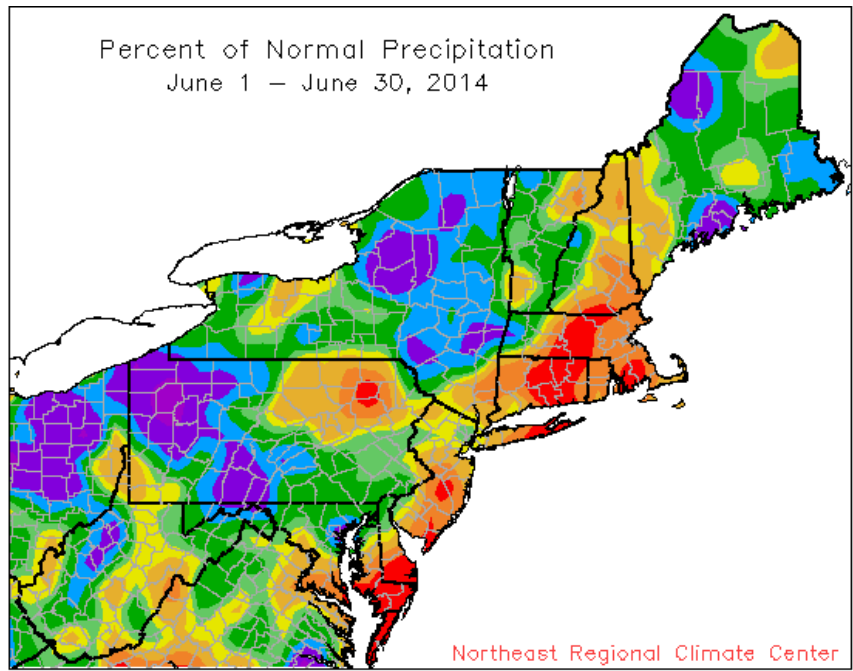 Percent of Normal Precipitation
June 1 – June 30, 2014
Northeast Regional Climate Center